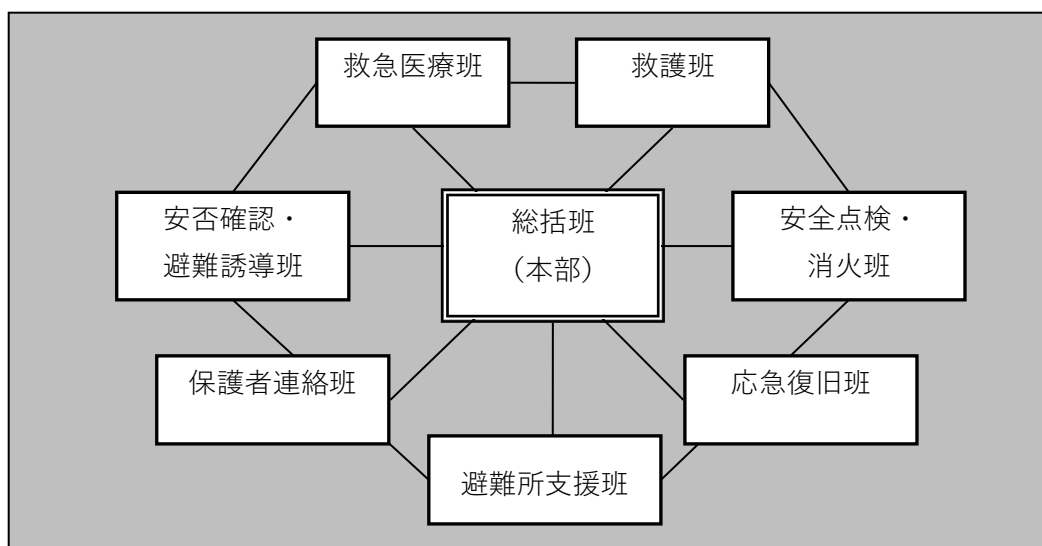 救急医療班
救護班
安否確認・
避難誘導班
総括班
（本部）
安全点検・
消火班
保護者連絡班
応急復旧班
避難所支援班